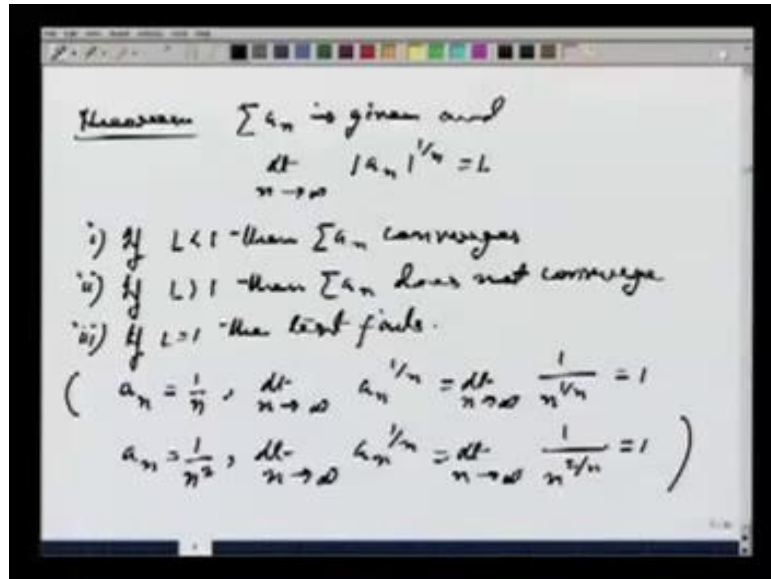 Theorem Σ aₙ is given and
lt n→∞ |aₙ|^{1/n} = L
i) If L<1 then Σaₙ converges
ii) If L>1 then Σaₙ does not converge
iii) If L=1 the test fails.
( aₙ = 1/n, lt n→∞ aₙ^{1/n} = lt n→∞ 1/n^{1/n} = 1
aₙ = 1/n², lt n→∞ aₙ^{1/n} = lt n→∞ 1/n^{2/n} = 1 )